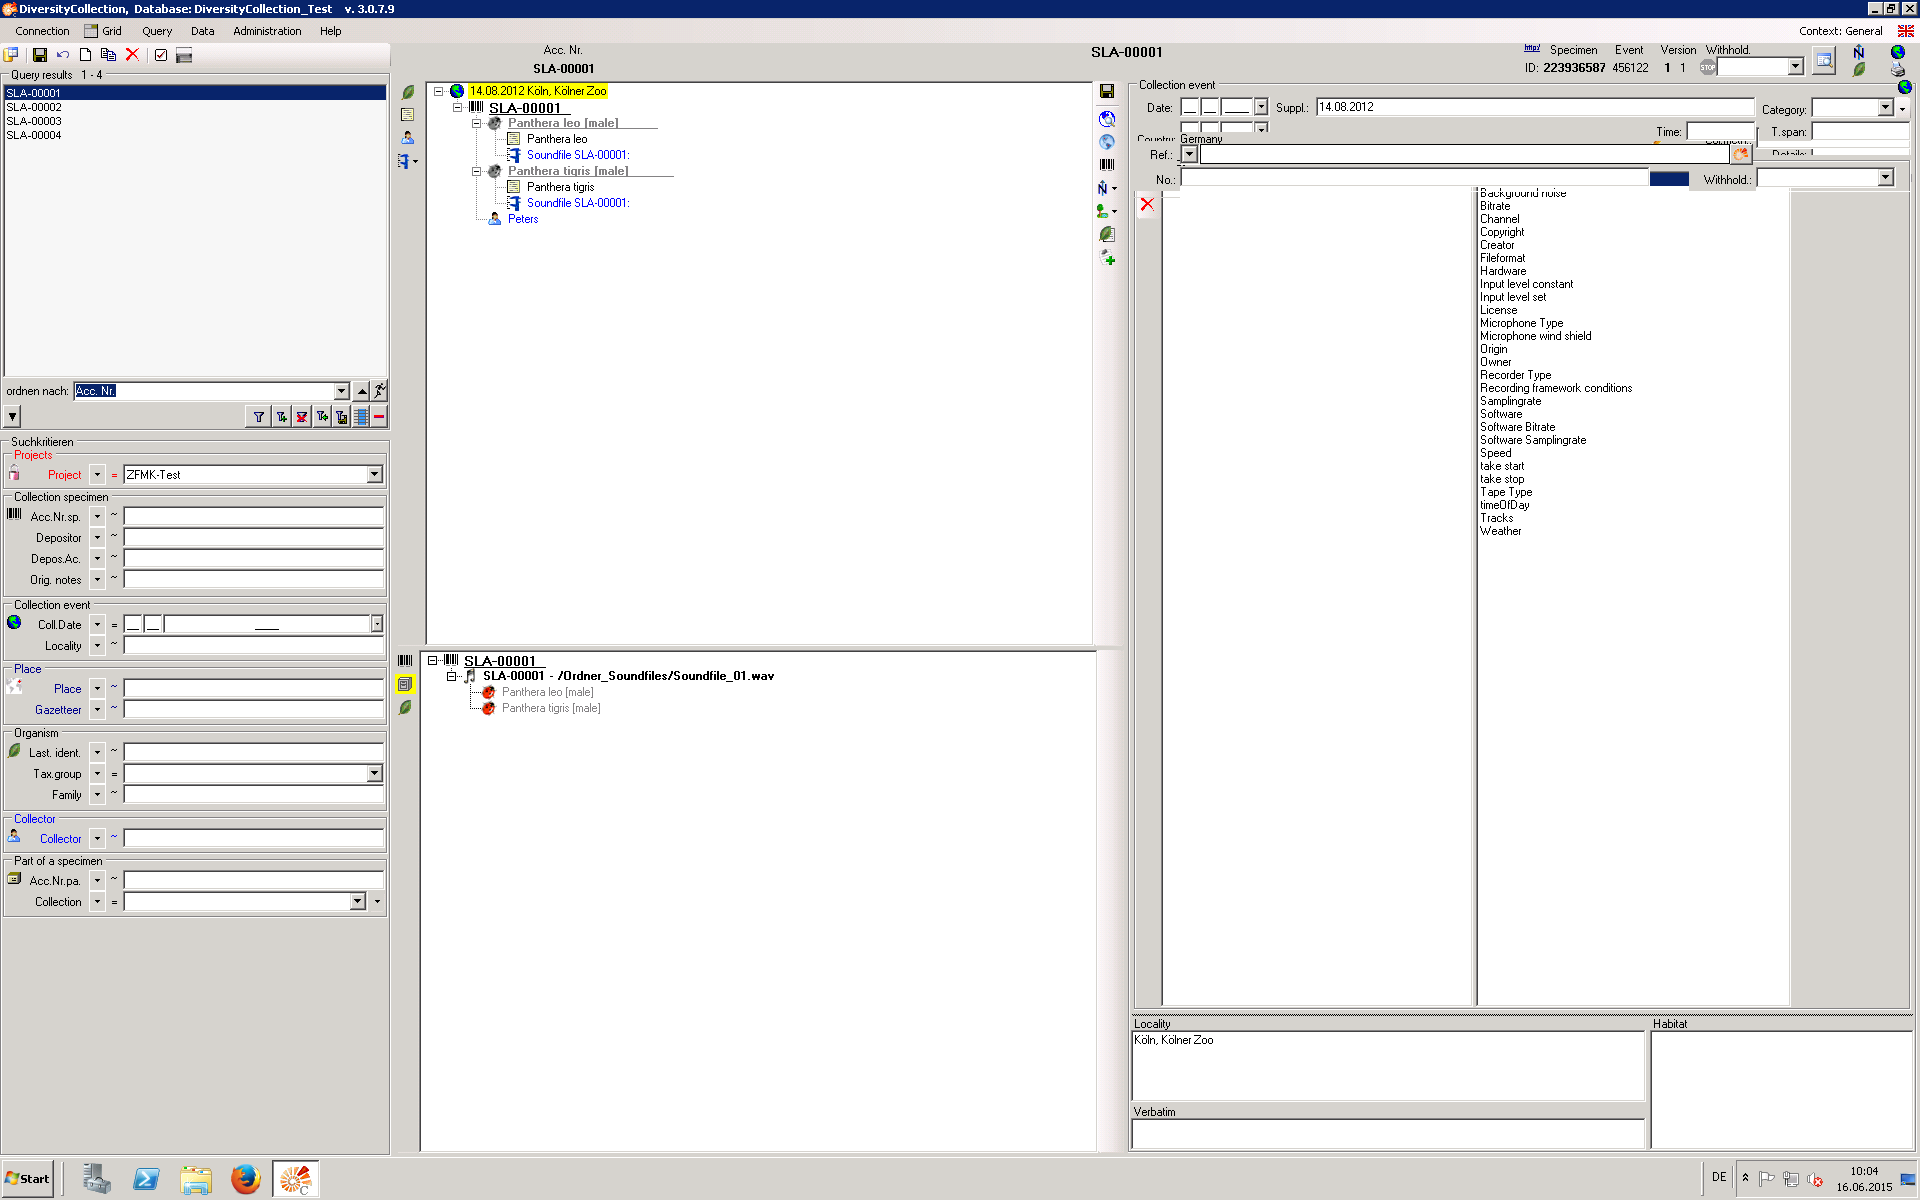 DiversityCollection, Database: DiversityCollection_Test v. 3.0.7.9
Connection Grid Query Data Administration Help
Context: General
Query results 1 - 4
SLA-00001
SLA-00002
SLA-00003
SLA-00004
ordnen nach: Acc. Nr.
Suchkritieren
Projects
Project = ZFMK-Test
Collection specimen
Acc.Nr.sp. ~
Depositor ~
Depos.Ac. ~
Orig. notes ~
Collection event
Coll.Date =
Locality ~
Place
Place ~
Gazetteer ~
Organism
Last. ident. ~
Tax.group =
Family ~
Collector
Collector ~
Part of a specimen
Acc.Nr.pa. ~
Collection =
Acc. Nr.
SLA-00001
SLA-00001
http:/ Specimen Event Version Withhold.
ID: 223936587 456122 1 1 STOP
14.08.2012 Köln, Kölner Zoo
SLA-00001
Panthera leo [male]
Panthera leo
Soundfile SLA-00001:
Panthera tigris [male]
Panthera tigris
Soundfile SLA-00001:
Peters
SLA-00001
SLA-00001 - /Ordner_Soundfiles/Soundfile_01.wav
Panthera leo [male]
Panthera tigris [male]
Collection event
Date: Suppl.: 14.08.2012 Category:
Time: T.span:
Country: Germany
Details:
Ref.:
No.: Withhold.:
Background noise
Bitrate
Channel
Copyright
Creator
Fileformat
Hardware
Input level constant
Input level set
License
Microphone Type
Microphone wind shield
Origin
Owner
Recorder Type
Recording framework conditions
Samplingrate
Software
Software Bitrate
Software Samplingrate
Speed
take start
take stop
Tape Type
timeOfDay
Tracks
Weather
Locality
Köln, Kölner Zoo
Habitat
Verbatim
Start
C
DE
10:04
16.06.2015